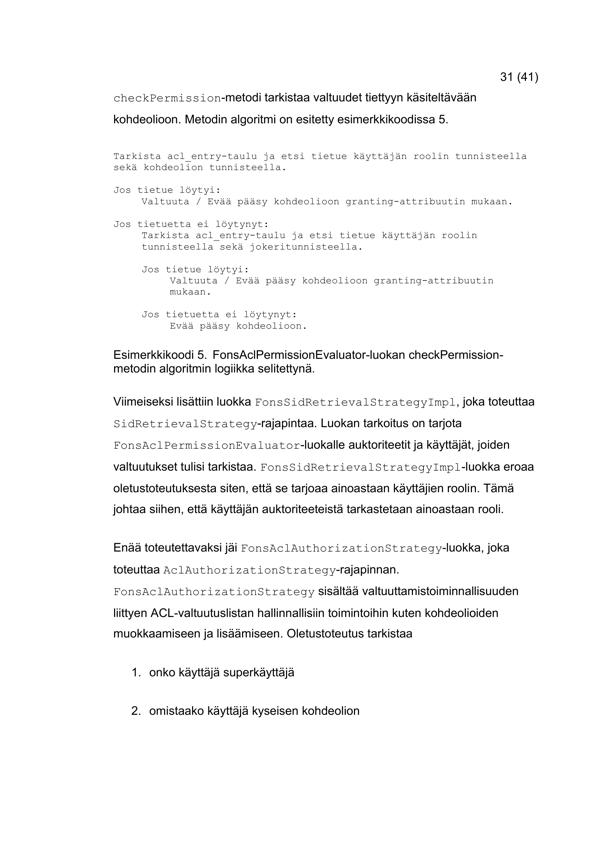 31 (41)
checkPermission-metodi tarkistaa valtuudet tiettyyn käsiteltävään
kohdeolioon. Metodin algoritmi on esitetty esimerkkikoodissa 5.
Tarkista acl_entry-taulu ja etsi tietue käyttäjän roolin tunnisteella
sekä kohdeolion tunnisteella.
Jos tietue löytyi:
Valtuuta / Evää pääsy kohdeolioon granting-attribuutin mukaan.
Jos tietuetta ei löytynyt:
Tarkista acl_entry-taulu ja etsi tietue käyttäjän roolin
tunnisteella sekä jokeritunnisteella.
Jos tietue löytyi:
Valtuuta / Evää pääsy kohdeolioon granting-attribuutin
mukaan.
Jos tietuetta ei löytynyt:
Evää pääsy kohdeolioon.
Esimerkkikoodi 5. FonsAclPermissionEvaluator-luokan checkPermission-
metodin algoritmin logiikka selitettynä.
Viimeiseksi lisättiin luokka FonsSidRetrievalStrategyImpl, joka toteuttaa
SidRetrievalStrategy-rajapintaa. Luokan tarkoitus on tarjota
FonsAclPermissionEvaluator-luokalle auktoriteetit ja käyttäjät, joiden
valtuutukset tulisi tarkistaa. FonsSidRetrievalStrategyImpl-luokka eroaa
oletustoteutuksesta siten, että se tarjoaa ainoastaan käyttäjien roolin. Tämä
johtaa siihen, että käyttäjän auktoriteeteistä tarkastetaan ainoastaan rooli.
Enää toteutettavaksi jäi FonsAclAuthorizationStrategy-luokka, joka
toteuttaa AclAuthorizationStrategy-rajapinnan.
FonsAclAuthorizationStrategy sisältää valtuuttamistoiminnallisuuden
liittyen ACL-valtuutuslistan hallinnallisiin toimintoihin kuten kohdeolioiden
muokkaamiseen ja lisäämiseen. Oletustoteutus tarkistaa
1. onko käyttäjä superkäyttäjä
2. omistaako käyttäjä kyseisen kohdeolion